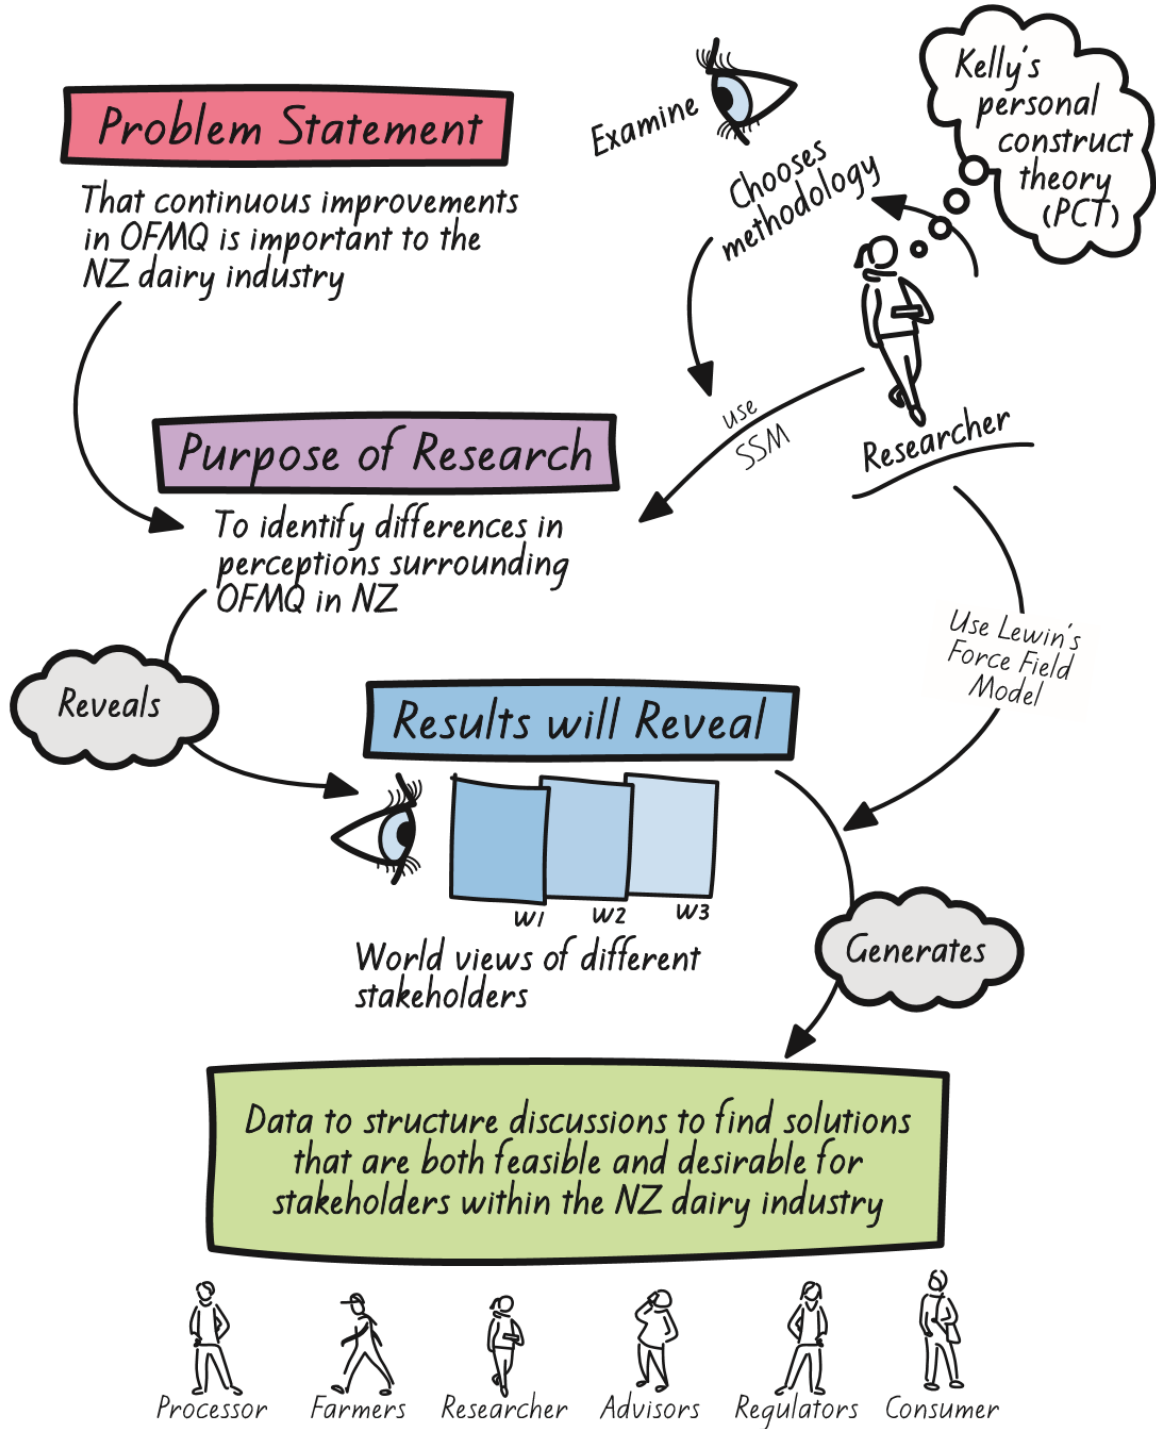 Problem Statement
That continuous improvements
in OFMQ is important to the
NZ dairy industry
Examine
Chooses
methodology
Kelly's
personal
construct
theory
(PCT)
use
SSM
Researcher
Purpose of Research
To identify differences in
perceptions surrounding
OFMQ in NZ
Use Lewin's
Force Field
Model
Reveals
Results will Reveal
W1
W2
W3
World views of different
stakeholders
Generates
Data to structure discussions to find solutions
that are both feasible and desirable for
stakeholders within the NZ dairy industry
Processor
Farmers
Researcher
Advisors
Regulators
Consumer